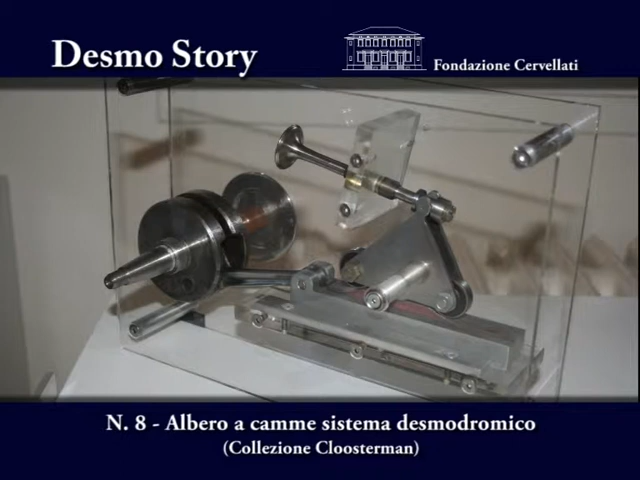 Desmo Story
Fondazione Cervellati
N. 8 - Albero a camme sistema desmodromico
(Collezione Cloosterman)